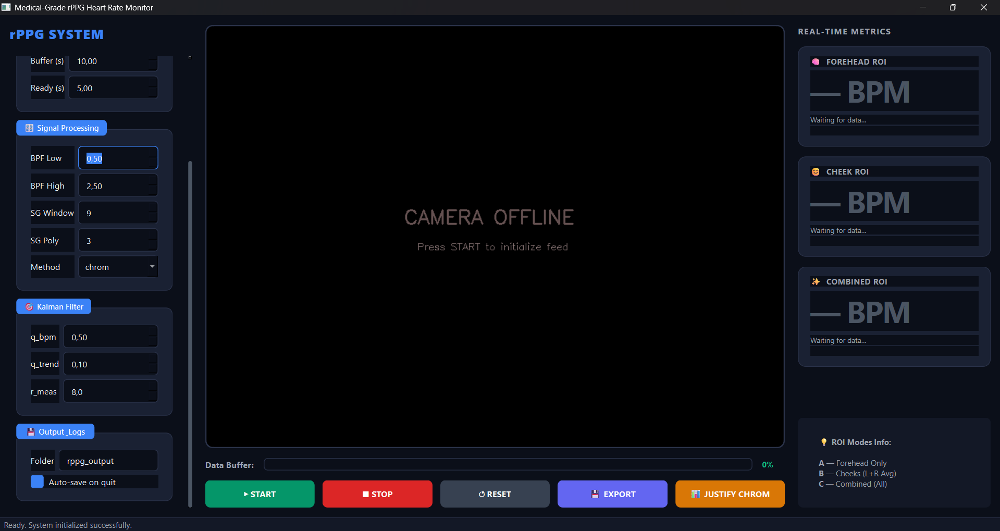 Medical-Grade rPPG Heart Rate Monitor
rPPG SYSTEM
Buffer (s) 10,00
Ready (s) 5,00
Signal Processing
BPF Low 0,50
BPF High 2,50
SG Window 9
SG Poly 3
Method chrom
Kalman Filter
q_bpm 0,50
q_trend 0,10
r_meas 8,0
Output_Logs
Folder rppg_output
Auto-save on quit
CAMERA OFFLINE
Press START to initialize feed
Data Buffer: 0%
START
STOP
RESET
EXPORT
JUSTIFY CHROM
REAL-TIME METRICS
FOREHEAD ROI
— BPM
Waiting for data...
CHEEK ROI
— BPM
Waiting for data...
COMBINED ROI
— BPM
Waiting for data...
ROI Modes Info:
A — Forehead Only
B — Cheeks (L+R Avg)
C — Combined (All)
Ready. System initialized successfully.